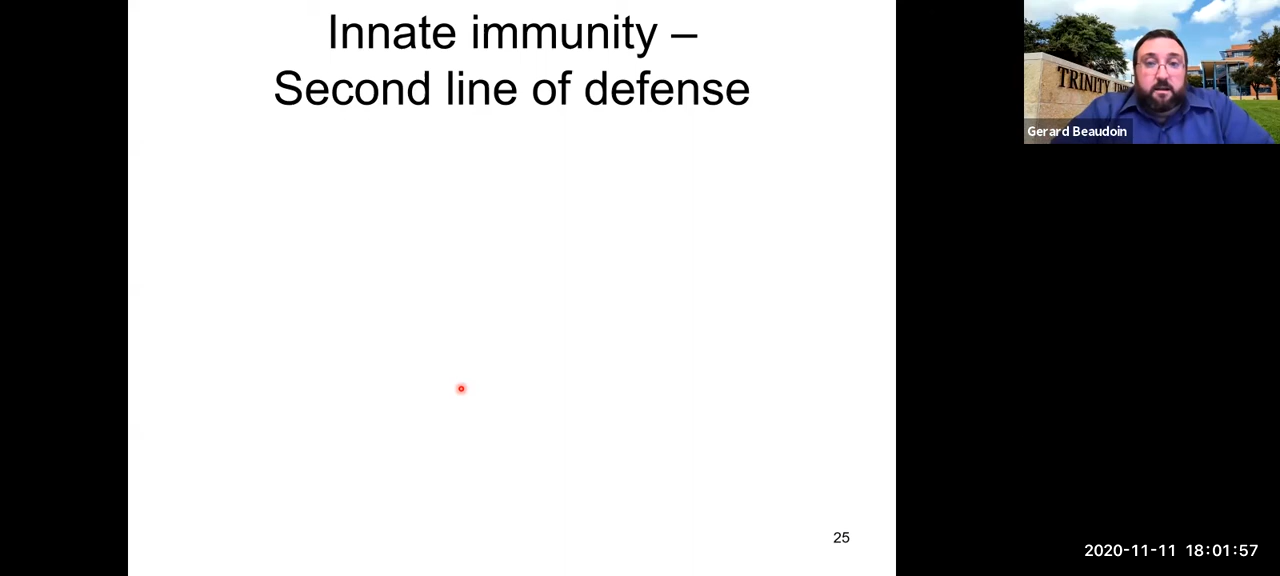 Innate immunity –
Second line of defense
TRINITY
Gerard Beaudoin
25
2020-11-11 18:01:57